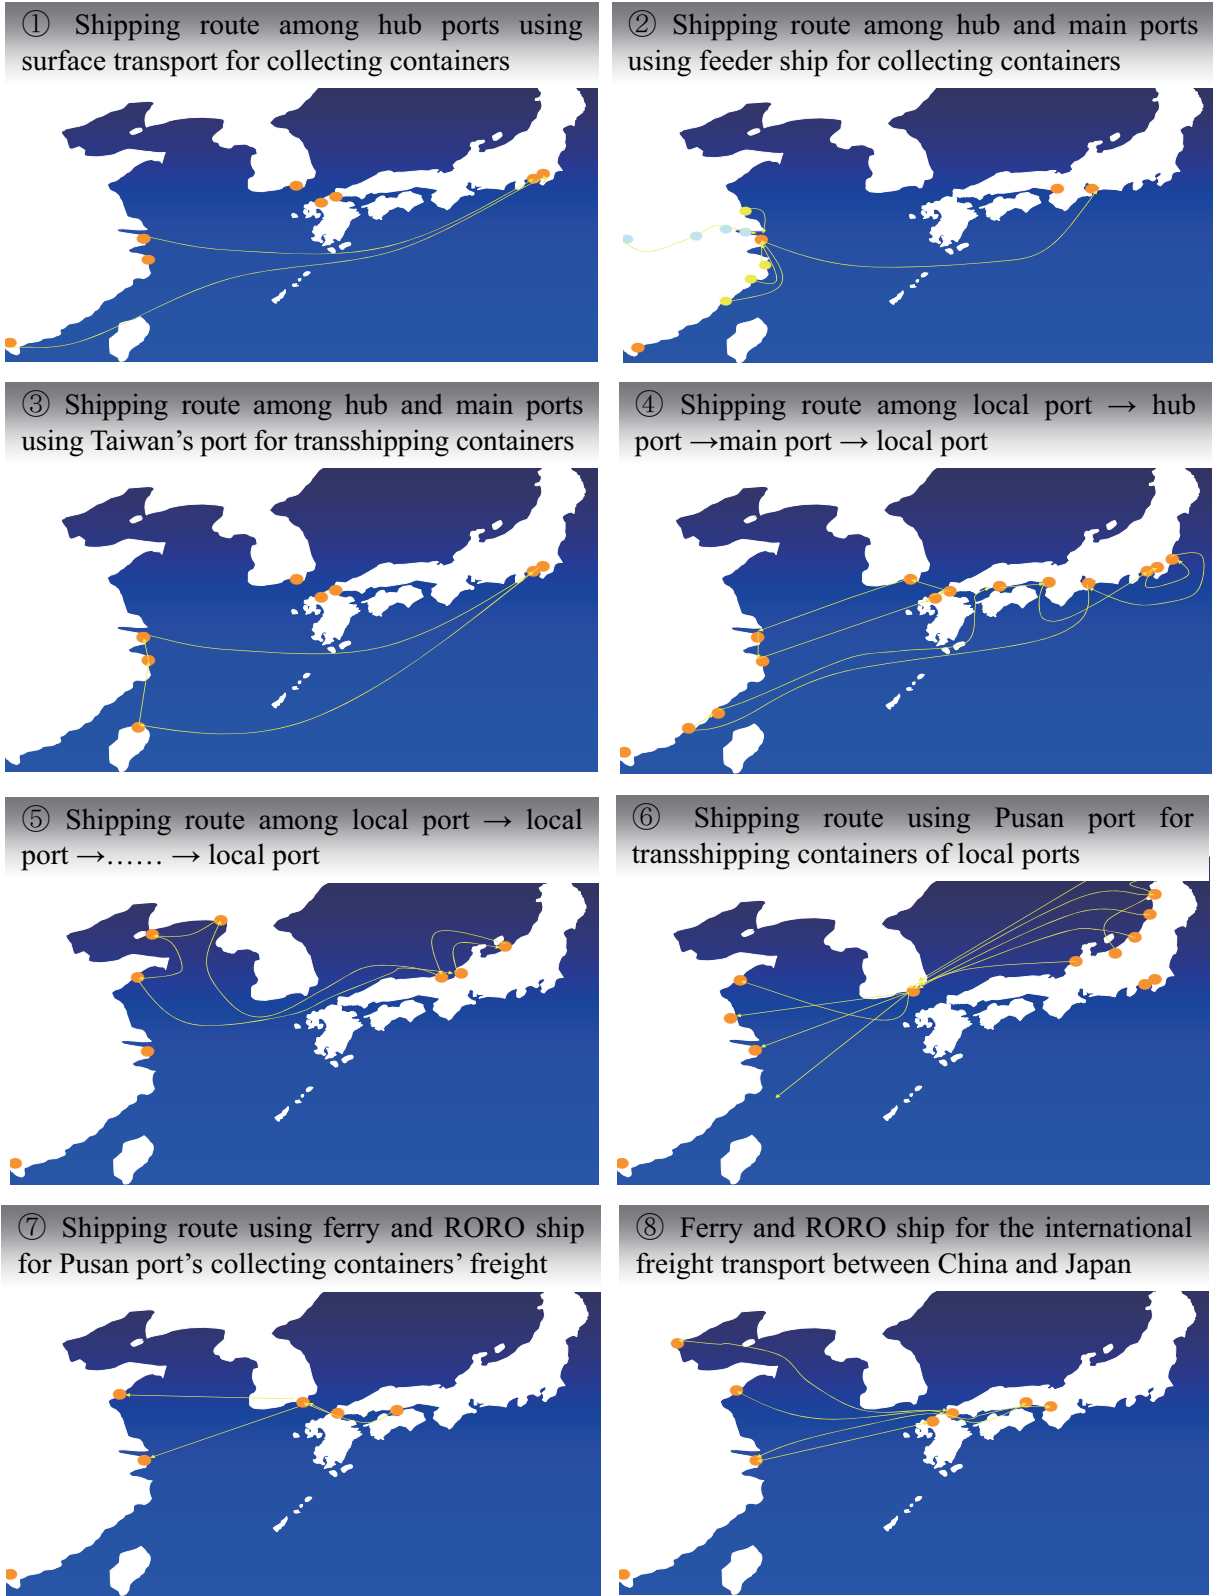 ① Shipping route among hub ports using
surface transport for collecting containers
② Shipping route among hub and main ports
using feeder ship for collecting containers
③ Shipping route among hub and main ports
using Taiwan’s port for transshipping containers
④ Shipping route among local port → hub
port →main port → local port
⑤ Shipping route among local port → local
port →…… → local port
⑥ Shipping route using Pusan port for
transshipping containers of local ports
⑦ Shipping route using ferry and RORO ship
for Pusan port’s collecting containers’ freight
⑧ Ferry and RORO ship for the international
freight transport between China and Japan